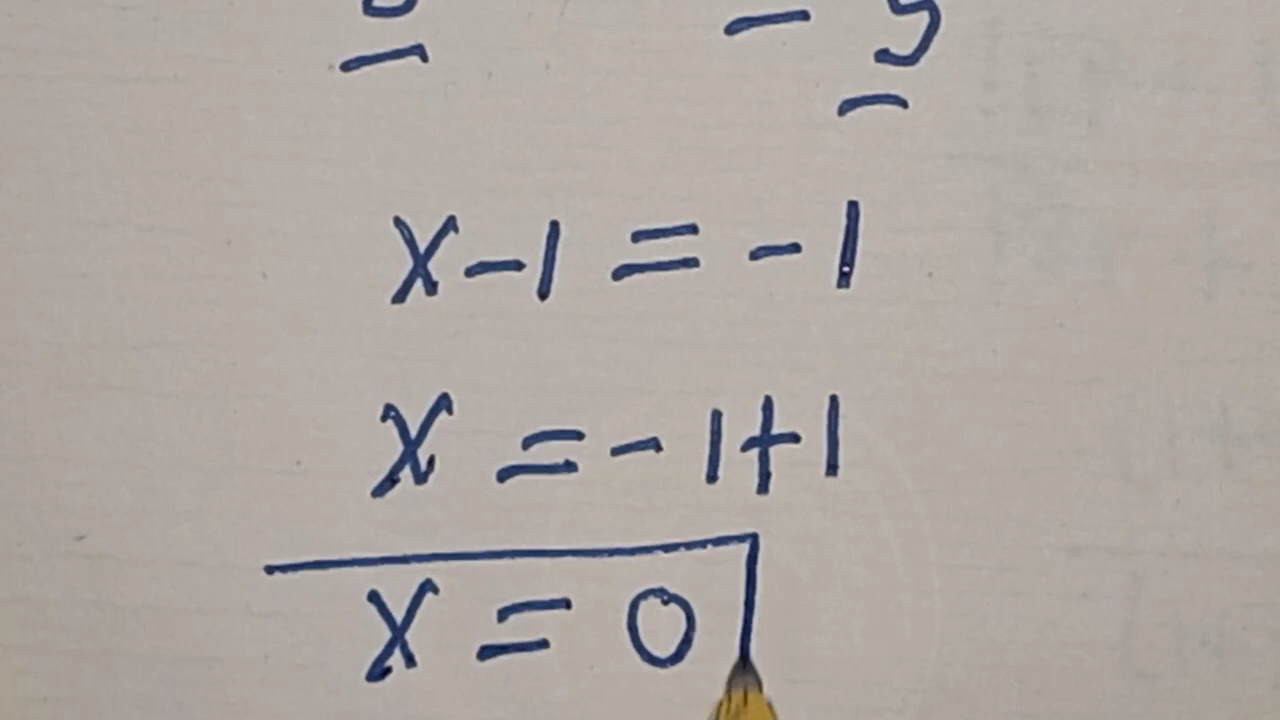 x - 1 = - 1
x = - 1 + 1
x = 0